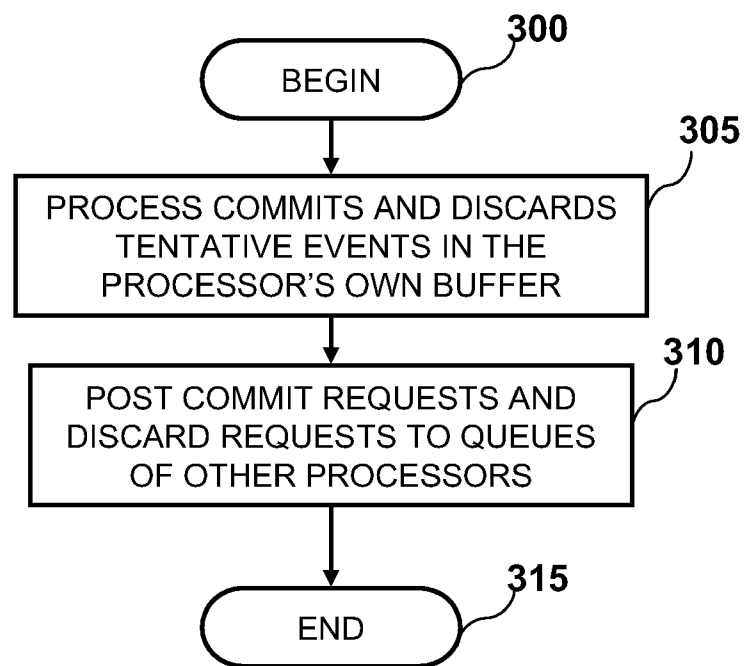 300
BEGIN
305
PROCESS COMMITS AND DISCARDS
TENTATIVE EVENTS IN THE
PROCESSOR'S OWN BUFFER
310
POST COMMIT REQUESTS AND
DISCARD REQUESTS TO QUEUES
OF OTHER PROCESSORS
315
END